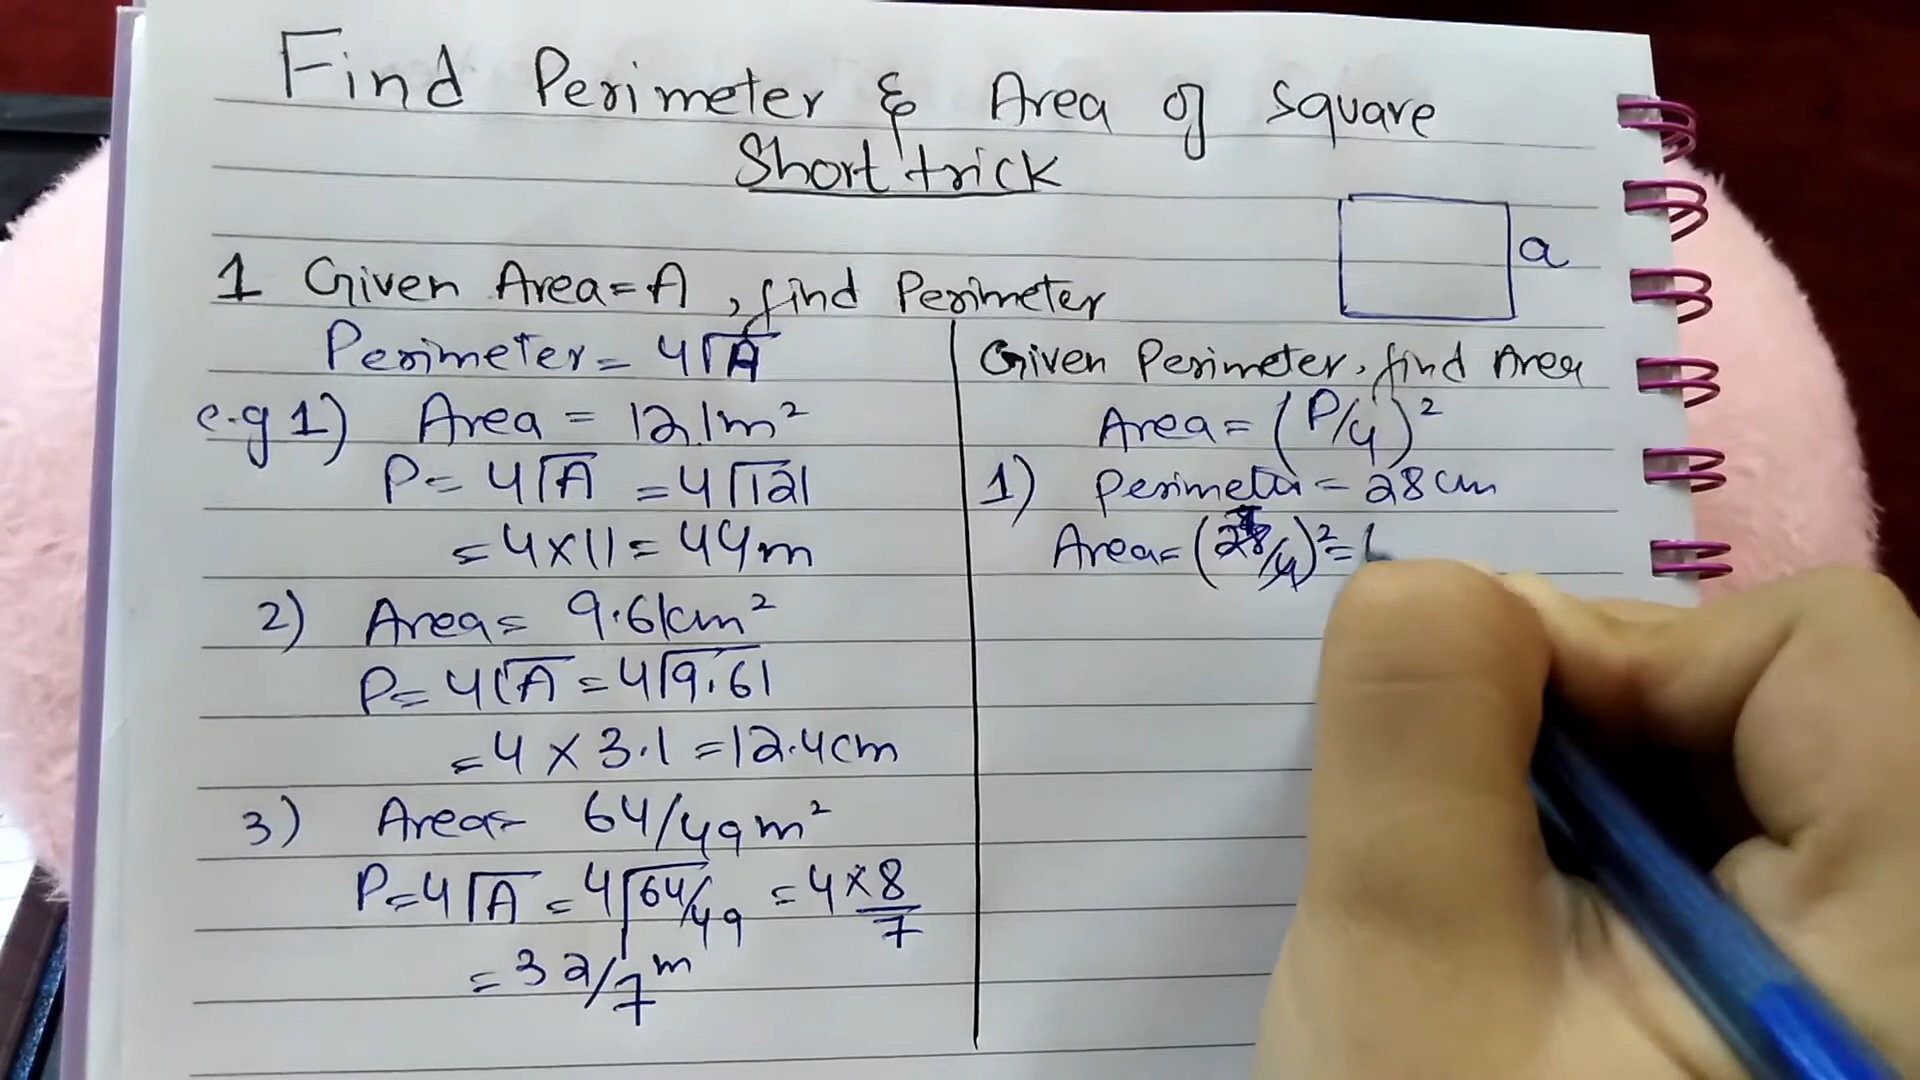 Find Perimeter & Area of square
Short trick
a
1 Given Area=A, find Perimeter
Perimeter = 4√A
e.g 1) Area = 121m²
P= 4√A = 4√121
= 4×11= 44m
2) Area= 9.61cm²
P= 4√A = 4√9.61
= 4 × 3.1 = 12.4cm
3) Area= 64/49m²
P=4√A = 4√64/49 = 4×8/7
= 32/7 m
Given Perimeter, find Area
Area= (P/4)²
1) Perimeter = 28cm
Area= (28/4)² =